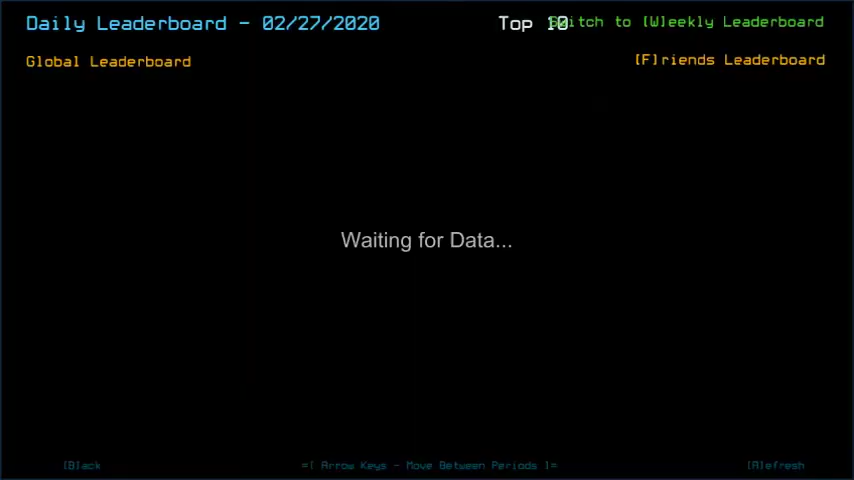 Daily Leaderboard - 02/27/2020 Top 10 Switch to [W]eekly Leaderboard
Global Leaderboard [F]riends Leaderboard
Waiting for Data...
[B]ack =[ Arrow Keys - Move Between Periods ]= [R]efresh